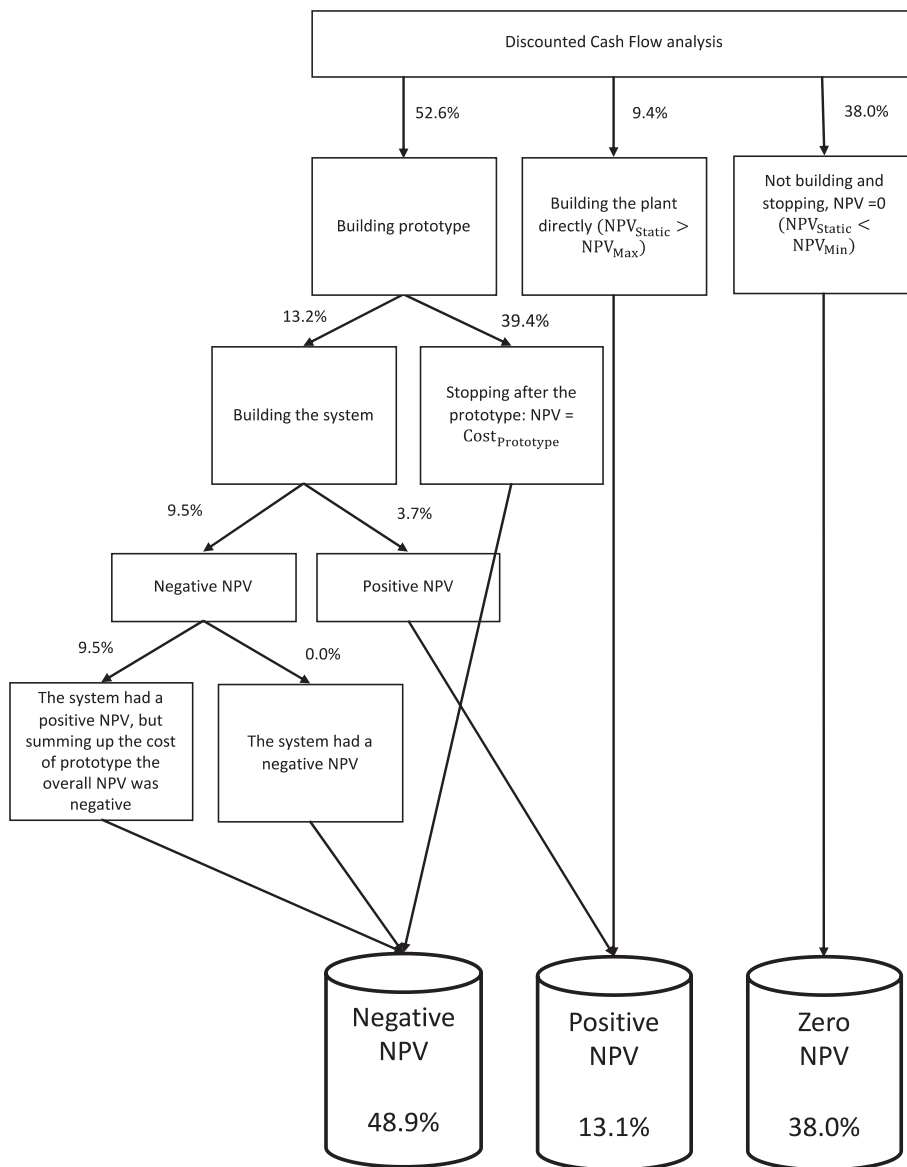 Discounted Cash Flow analysis
52.6%
9.4%
38.0%
Building prototype
Building the plant
directly (NPV_Static >
NPV_Max)
Not building and
stopping, NPV =0
(NPV_Static <
NPV_Min)
13.2%
39.4%
Building the system
Stopping after the
prototype: NPV =
Cost_Prototype
9.5%
3.7%
Negative NPV
Positive NPV
9.5%
0.0%
The system had a
positive NPV, but
summing up the cost
of prototype the
overall NPV was
negative
The system had a
negative NPV
Negative
NPV
48.9%
Positive
NPV
13.1%
Zero
NPV
38.0%